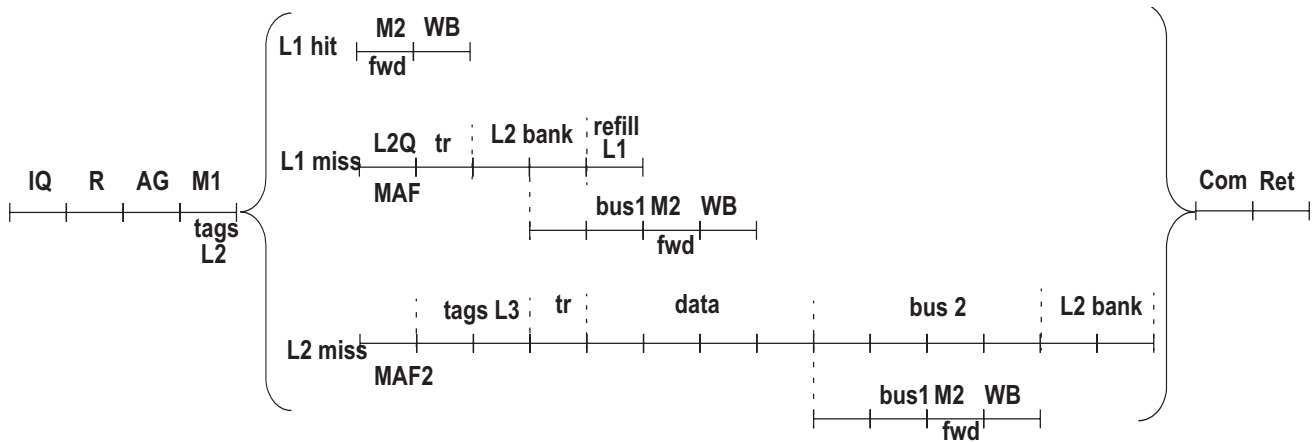 M2 WB
L1 hit
fwd
L2Q tr L2 bank refill L1
L1 miss
MAF
IQ R AG M1
tags L2
bus1 M2 WB
fwd
Com Ret
tags L3 tr data bus 2 L2 bank
L2 miss
MAF2
bus1 M2 WB
fwd